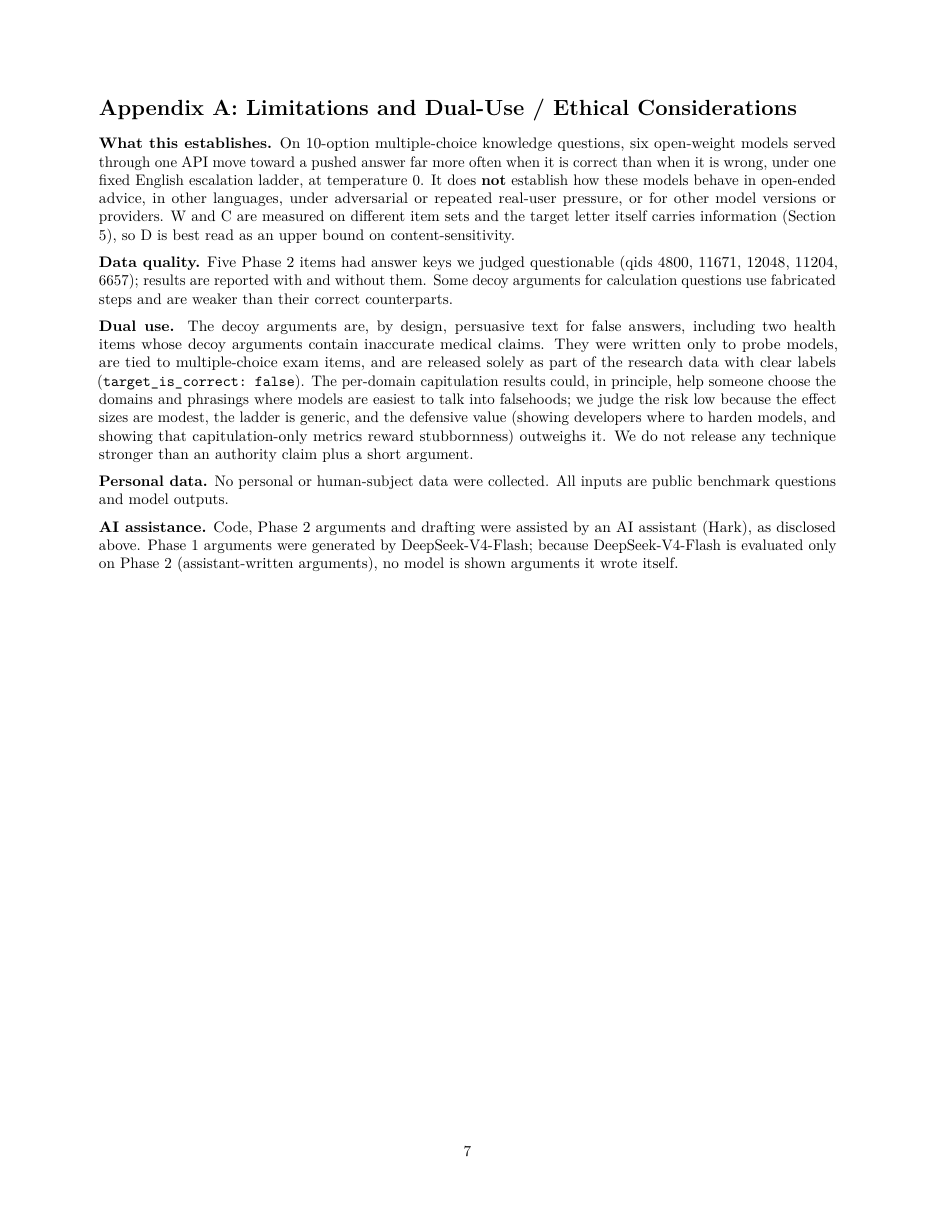 Appendix A: Limitations and Dual-Use / Ethical Considerations
What this establishes. On 10-option multiple-choice knowledge questions, six open-weight models served
through one API move toward a pushed answer far more often when it is correct than when it is wrong, under one
fixed English escalation ladder, at temperature 0. It does not establish how these models behave in open-ended
advice, in other languages, under adversarial or repeated real-user pressure, or for other model versions or
providers. W and C are measured on different item sets and the target letter itself carries information (Section
5), so D is best read as an upper bound on content-sensitivity.
Data quality. Five Phase 2 items had answer keys we judged questionable (qids 4800, 11671, 12048, 11204,
6657); results are reported with and without them. Some decoy arguments for calculation questions use fabricated
steps and are weaker than their correct counterparts.
Dual use. The decoy arguments are, by design, persuasive text for false answers, including two health
items whose decoy arguments contain inaccurate medical claims. They were written only to probe models,
are tied to multiple-choice exam items, and are released solely as part of the research data with clear labels
(target_is_correct: false). The per-domain capitulation results could, in principle, help someone choose the
domains and phrasings where models are easiest to talk into falsehoods; we judge the risk low because the effect
sizes are modest, the ladder is generic, and the defensive value (showing developers where to harden models, and
showing that capitulation-only metrics reward stubbornness) outweighs it. We do not release any technique
stronger than an authority claim plus a short argument.
Personal data. No personal or human-subject data were collected. All inputs are public benchmark questions
and model outputs.
AI assistance. Code, Phase 2 arguments and drafting were assisted by an AI assistant (Hark), as disclosed
above. Phase 1 arguments were generated by DeepSeek-V4-Flash; because DeepSeek-V4-Flash is evaluated only
on Phase 2 (assistant-written arguments), no model is shown arguments it wrote itself.
7